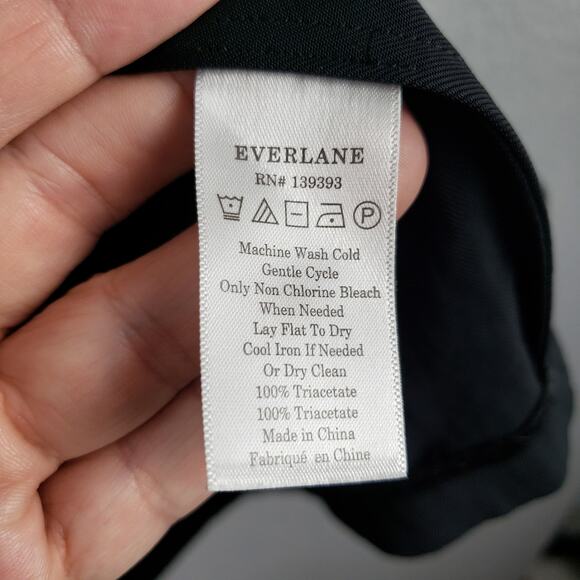 EVERLANE
RN# 139393
P
Machine Wash Cold
Gentle Cycle
Only Non Chlorine Bleach
When Needed
Lay Flat To Dry
Cool Iron If Needed
Or Dry Clean
100% Triacetate
100% Triacetate
Made in China
Fabriqué en Chine